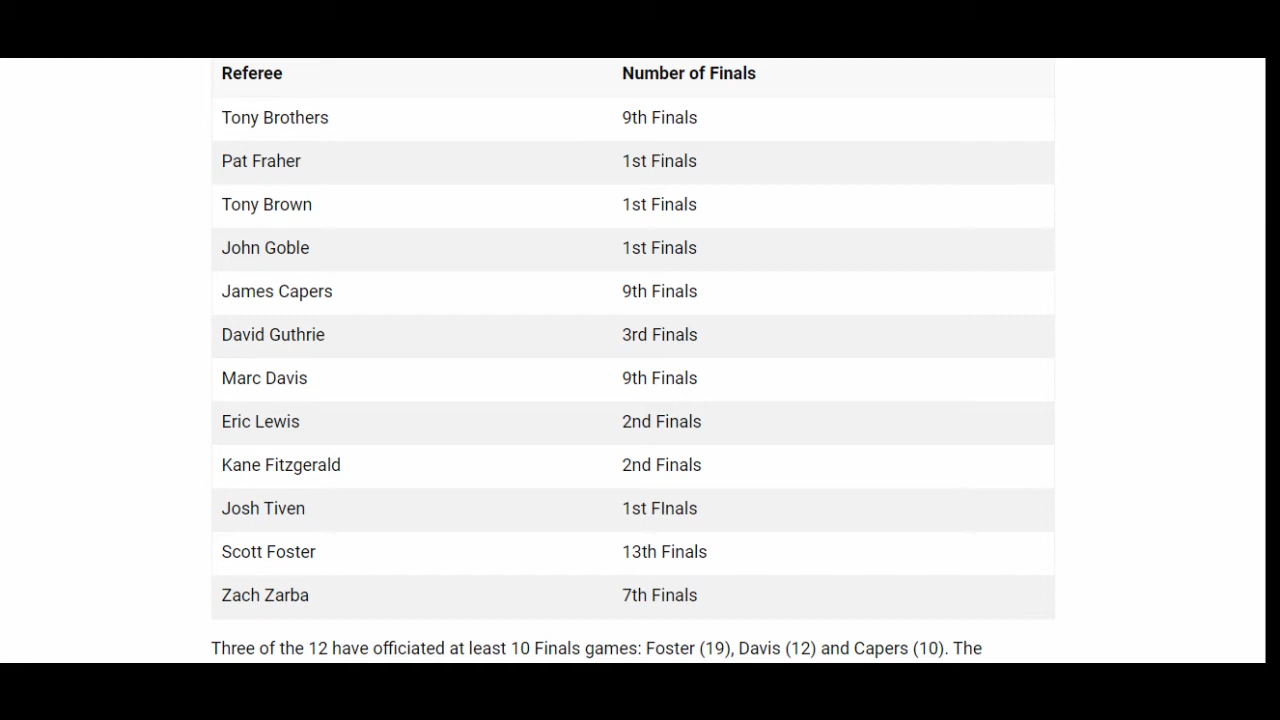 Referee Number of Finals
Tony Brothers 9th Finals
Pat Fraher 1st Finals
Tony Brown 1st Finals
John Goble 1st Finals
James Capers 9th Finals
David Guthrie 3rd Finals
Marc Davis 9th Finals
Eric Lewis 2nd Finals
Kane Fitzgerald 2nd Finals
Josh Tiven 1st FInals
Scott Foster 13th Finals
Zach Zarba 7th Finals
Three of the 12 have officiated at least 10 Finals games: Foster (19), Davis (12) and Capers (10). The